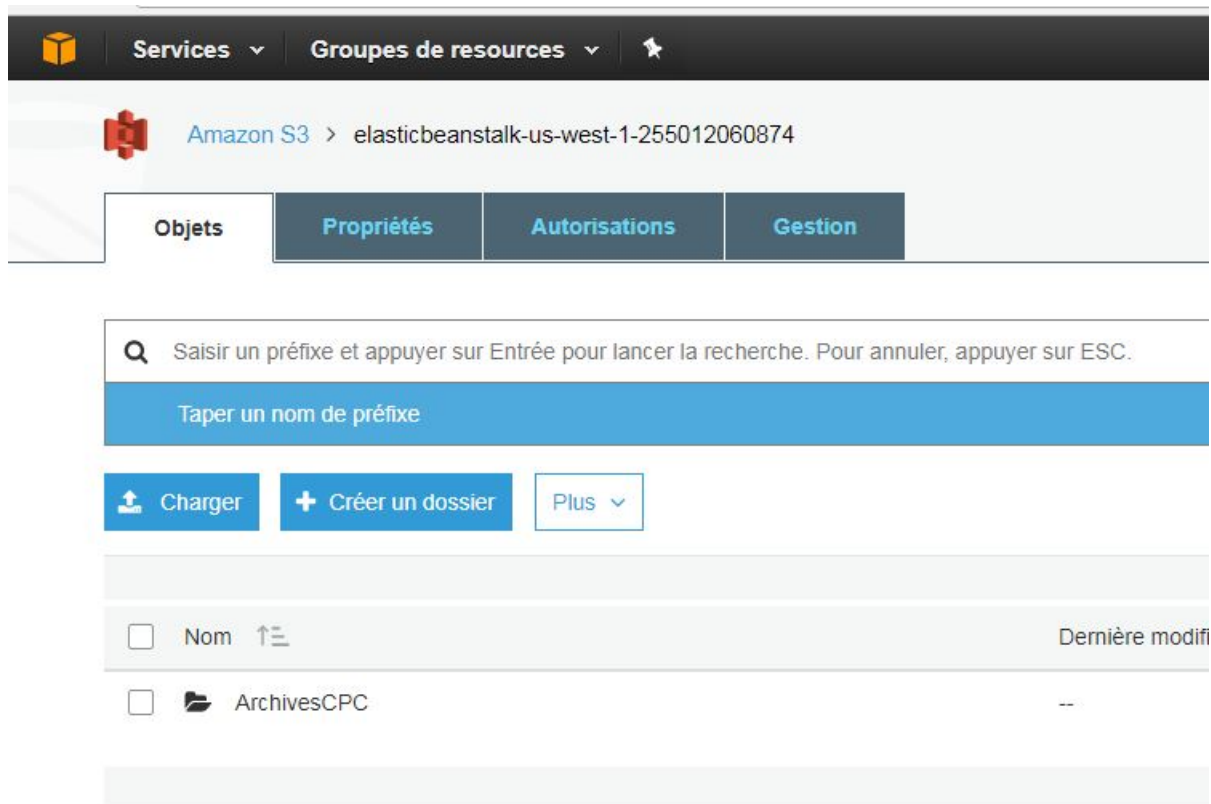 Services Groupes de resources
Amazon S3 > elasticbeanstalk-us-west-1-255012060874
Objets Propriétés Autorisations Gestion
Saisir un préfixe et appuyer sur Entrée pour lancer la recherche. Pour annuler, appuyer sur ESC.
Taper un nom de préfixe
Charger + Créer un dossier Plus
Nom Dernière modifi
ArchivesCPC --